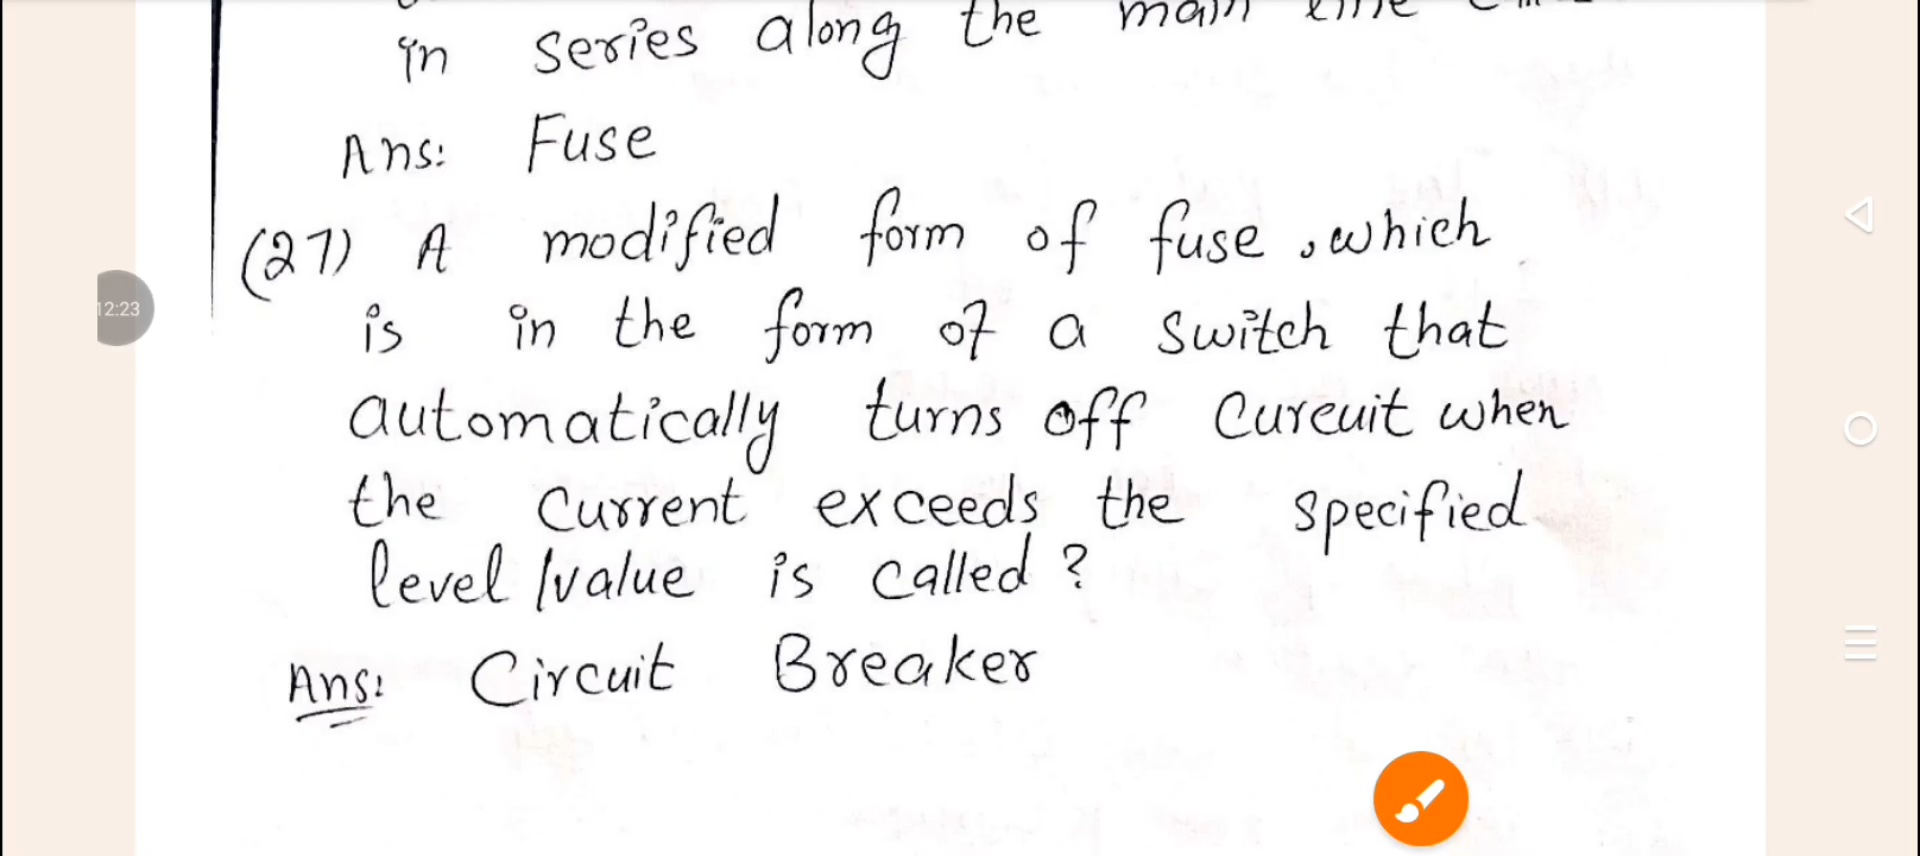 in series along the main line
Ans: Fuse
(27) A modified form of fuse, which
is in the form of a switch that
automatically turns off Cureuit when
the Current exceeds the specified
level /value is called ?
Ans: Circuit Breaker
12:23